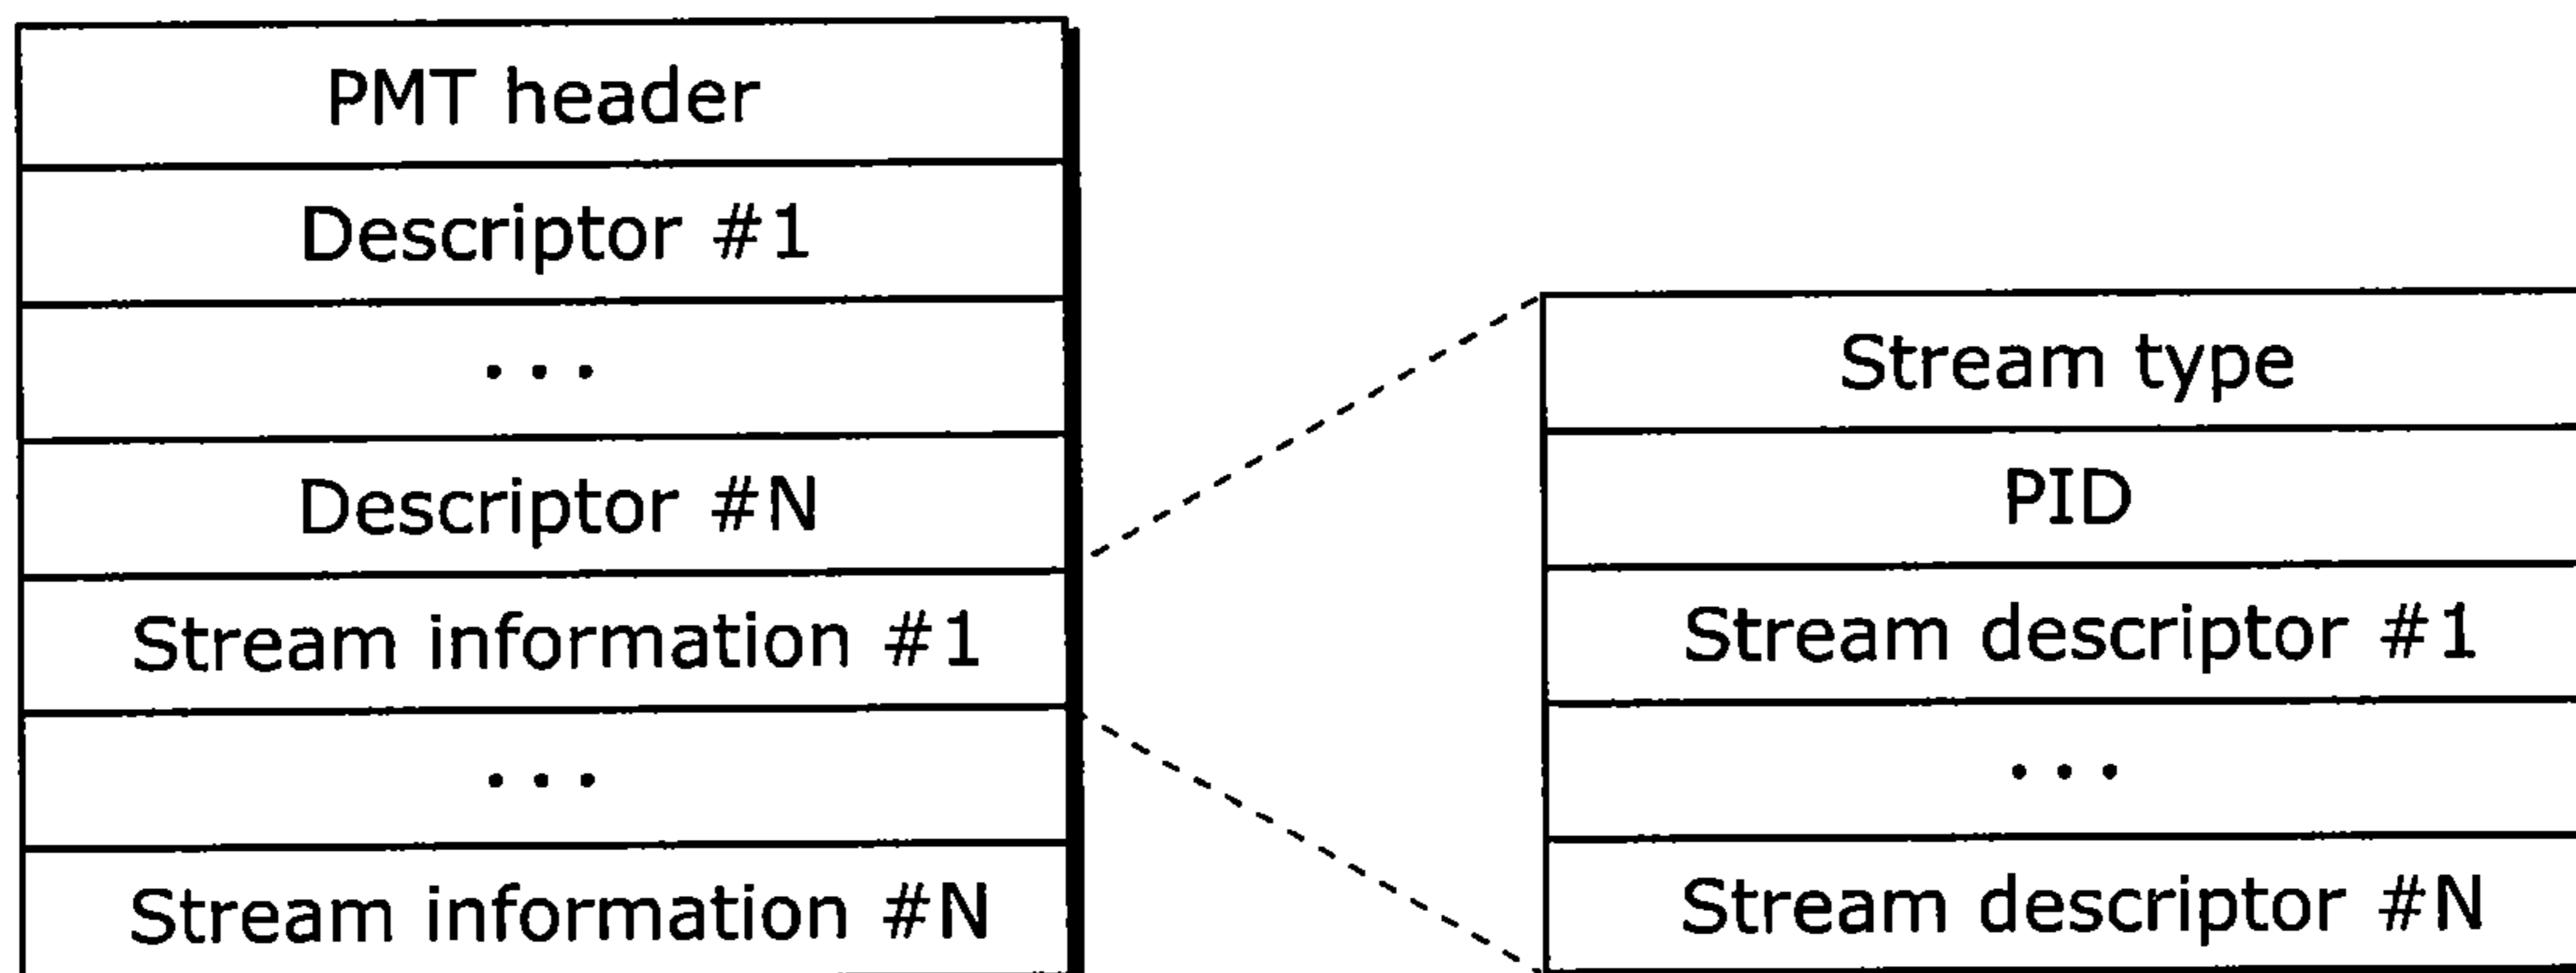 PMT header
Descriptor #1
...
Descriptor #N
Stream information #1
...
Stream information #N
Stream type
PID
Stream descriptor #1
...
Stream descriptor #N